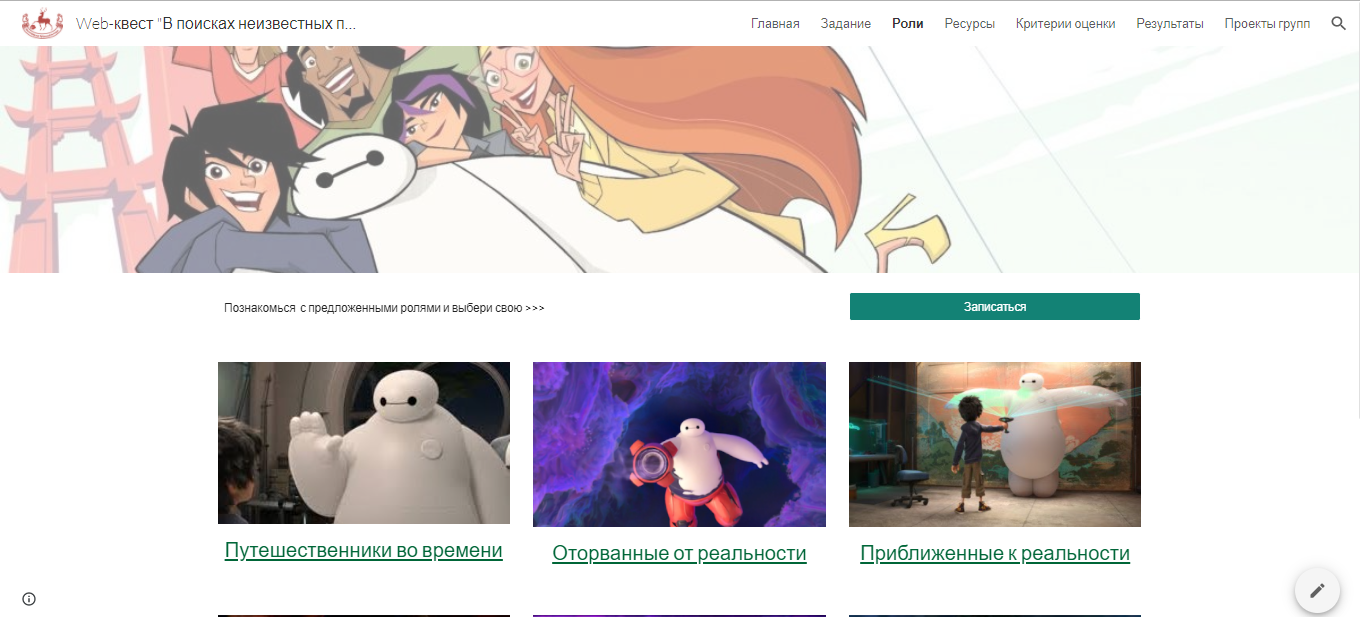 Web-квест "В поисках неизвестных п...
Главная Задание Роли Ресурсы Критерии оценки Результаты Проекты групп
Познакомься с предложенными ролями и выбери свою >>>
Записаться
Путешественники во времени
Оторванные от реальности
Приближенные к реальности